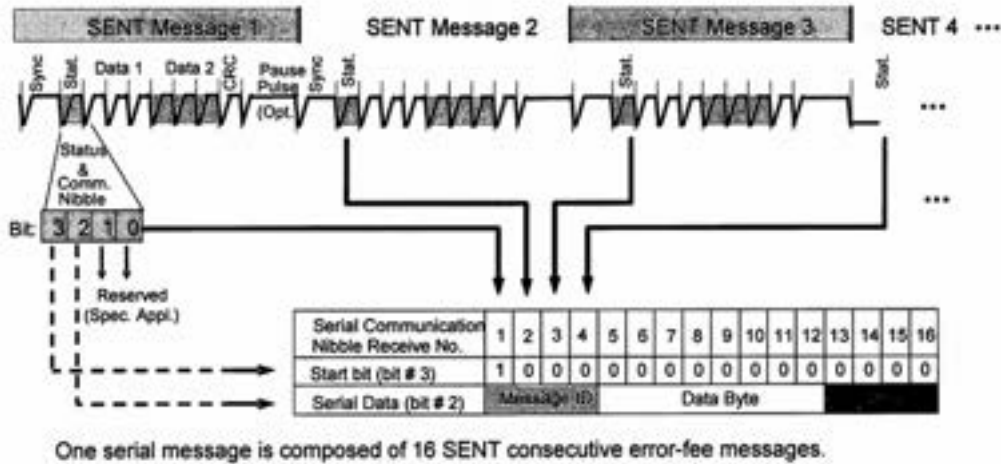 SENT Message 1 SENT Message 2 SENT Message 3 SENT 4 ...
Sync Stat. Data 1 Data 2 CRC Pause Pulse (Opt. Sync Stat. Stat. Stat.
...
Status & Comm. Nibble
...
Bit: 3 2 1 0
Reserved
(Spec. Appl.)
Serial Communication Nibble Receive No. 1 2 3 4 5 6 7 8 9 10 11 12 13 14 15 16
Start bit (bit # 3) 1 0 0 0 0 0 0 0 0 0 0 0 0 0 0 0
Serial Data (bit # 2) Message ID Data Byte
One serial message is composed of 16 SENT consecutive error-fee messages.